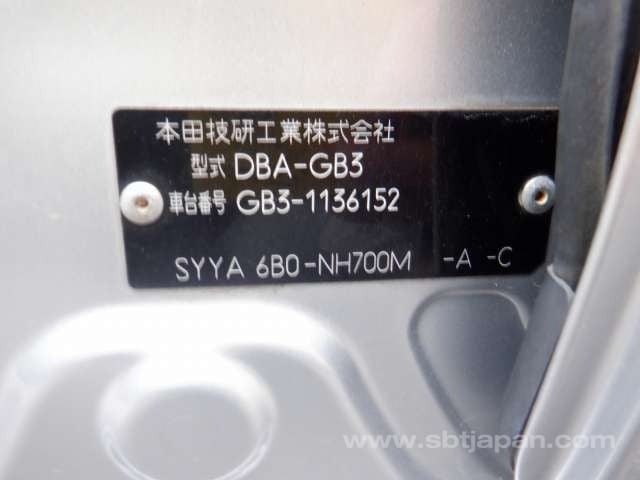 本田技研工業株式会社
型式 DBA-GB3
車台番号 GB3-1136152
SYYA 6B0-NH700M -A -C
www.sbtjapan.com